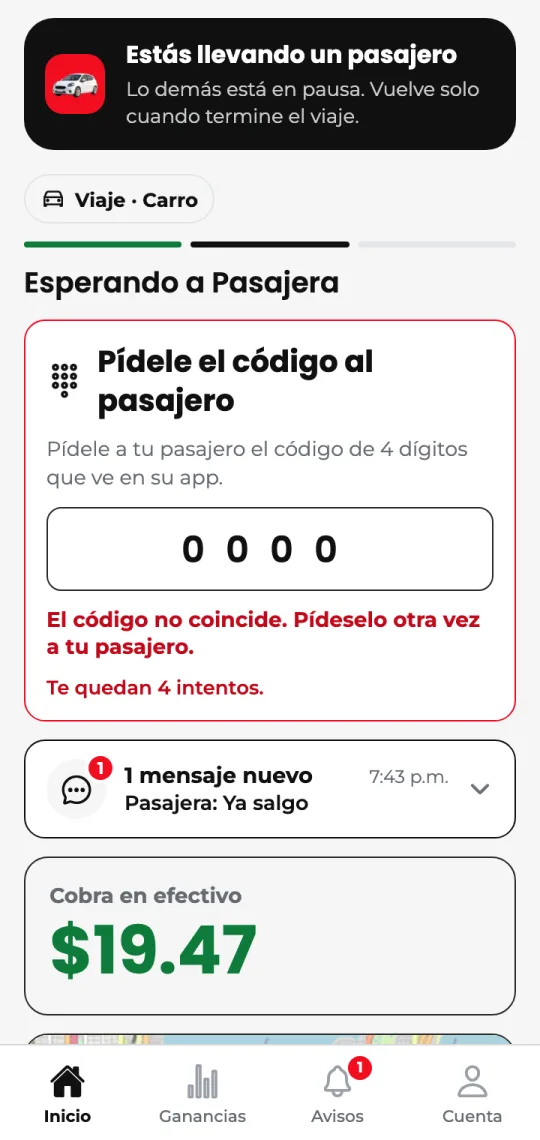 Estás llevando un pasajero
Lo demás está en pausa. Vuelve solo
cuando termine el viaje.
Viaje · Carro
Esperando a Pasajera
Pídele el código al
pasajero
Pídele a tu pasajero el código de 4 dígitos
que ve en su app.
0 0 0 0
El código no coincide. Pídeselo otra vez
a tu pasajero.
Te quedan 4 intentos.
1
1 mensaje nuevo
7:43 p.m.
Pasajera: Ya salgo
Cobra en efectivo
$19.47
1
Inicio
Ganancias
Avisos
Cuenta